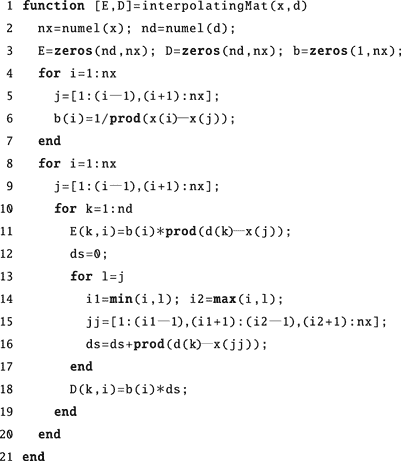 1 function [E,D]=interpolatingMat(x,d)
2 nx=numel(x); nd=numel(d);
3 E=zeros(nd,nx); D=zeros(nd,nx); b=zeros(1,nx);
4 for i=1:nx
5 j=[1:(i—1),(i+1):nx];
6 b(i)=1/prod(x(i)—x(j));
7 end
8 for i=1:nx
9 j=[1:(i—1),(i+1):nx];
10 for k=1:nd
11 E(k,i)=b(i)*prod(d(k)—x(j));
12 ds=0;
13 for l=j
14 i1=min(i,l); i2=max(i,l);
15 jj=[1:(i1—1),(i1+1):(i2—1),(i2+1):nx];
16 ds=ds+prod(d(k)—x(jj));
17 end
18 D(k,i)=b(i)*ds;
19 end
20 end
21 end